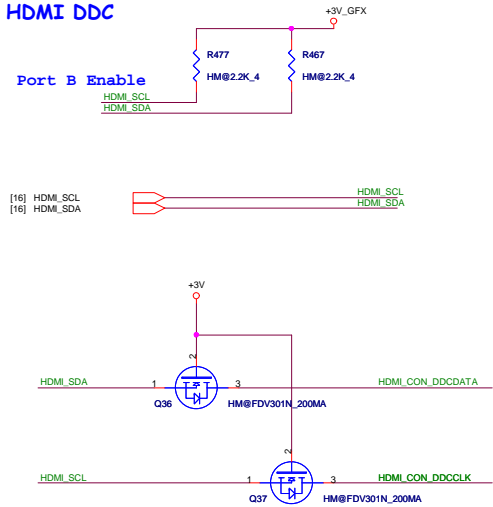 HDMI DDC
+3V_GFX
R477
R467
HM@2.2K_4
HM@2.2K_4
Port B Enable
HDMI_SCL
HDMI_SDA
[16] HDMI_SCL
HDMI_SCL
[16] HDMI_SDA
HDMI_SDA
+3V
2
HDMI_SDA
1
3
HDMI_CON_DDCDATA
Q36
HM@FDV301N_200MA
2
HDMI_SCL
1
3
HDMI_CON_DDCCLK
Q37
HM@FDV301N_200MA